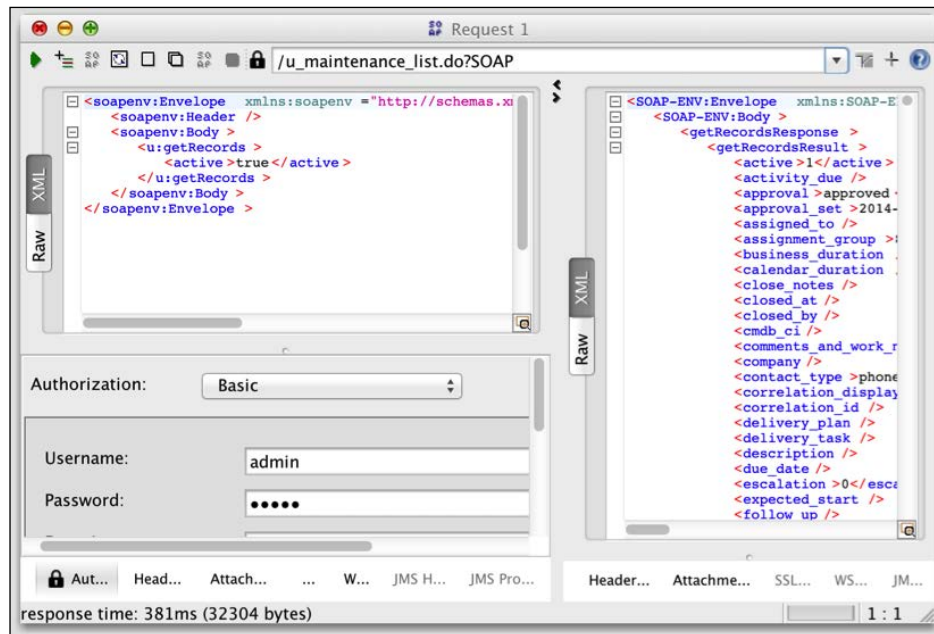 Request 1
/u_maintenance_list.do?SOAP
XML
Raw
<soapenv:Envelope xmlns:soapenv ="http://schemas.x
<soapenv:Header />
<soapenv:Body >
<u:getRecords >
<active >true</active >
</u:getRecords >
</soapenv:Body >
</soapenv:Envelope >
Authorization: Basic
Username: admin
Password: •••••
Aut... Head... Attach... ... W... JMS H... JMS Pro...
XML
Raw
<SOAP-ENV:Envelope xmlns:SOAP-E
<SOAP-ENV:Body >
<getRecordsResponse >
<getRecordsResult >
<active >1</active >
<activity_due />
<approval >approved <
<approval_set >2014-
<assigned_to />
<assignment_group >
<business_duration
<calendar_duration
<close_notes />
<closed_at />
<closed_by />
<cmdb_ci />
<comments_and_work_n
<company />
<contact_type >phone
<correlation_display
<correlation_id />
<delivery_plan />
<delivery_task />
<description />
<due_date />
<escalation >0</esca
<expected_start />
<follow_up />
Header... Attachme... SSL... WS... JM...
response time: 381ms (32304 bytes)
1 : 1